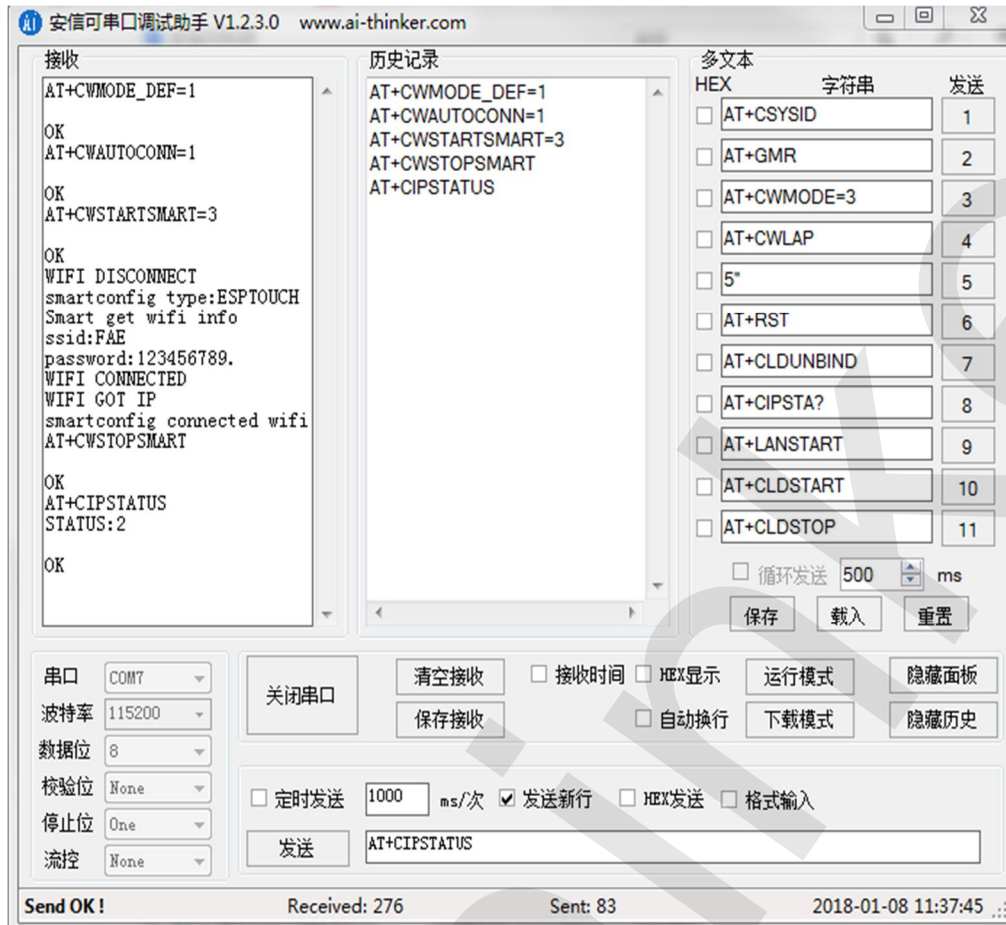 安信可串口调试助手 V1.2.3.0 www.ai-thinker.com
接收
AT+CWMODE_DEF=1
OK
AT+CWAUTOCONN=1
OK
AT+CWSTARTSMART=3
OK
WIFI DISCONNECT
smartconfig type:ESPTOUCH
Smart get wifi info
ssid:FAE
password:123456789.
WIFI CONNECTED
WIFI GOT IP
smartconfig connected wifi
AT+CWSTOPSMART
OK
AT+CIPSTATUS
STATUS:2
OK
历史记录
AT+CWMODE_DEF=1
AT+CWAUTOCONN=1
AT+CWSTARTSMART=3
AT+CWSTOPSMART
AT+CIPSTATUS
多文本
HEX 字符串 发送
AT+CSYSID 1
AT+GMR 2
AT+CWMODE=3 3
AT+CWLAP 4
5" 5
AT+RST 6
AT+CLDUNBIND 7
AT+CIPSTA? 8
AT+LANSTART 9
AT+CLDSTART 10
AT+CLDSTOP 11
循环发送 500 ms
保存 载入 重置
串口 COM7
波特率 115200
数据位 8
校验位 None
停止位 One
流控 None
关闭串口
清空接收 接收时间 HEX显示 运行模式 隐藏面板
保存接收 自动换行 下载模式 隐藏历史
定时发送 1000 ms/次 发送新行 HEX发送 格式输入
发送 AT+CIPSTATUS
Send OK ! Received: 276 Sent: 83 2018-01-08 11:37:45